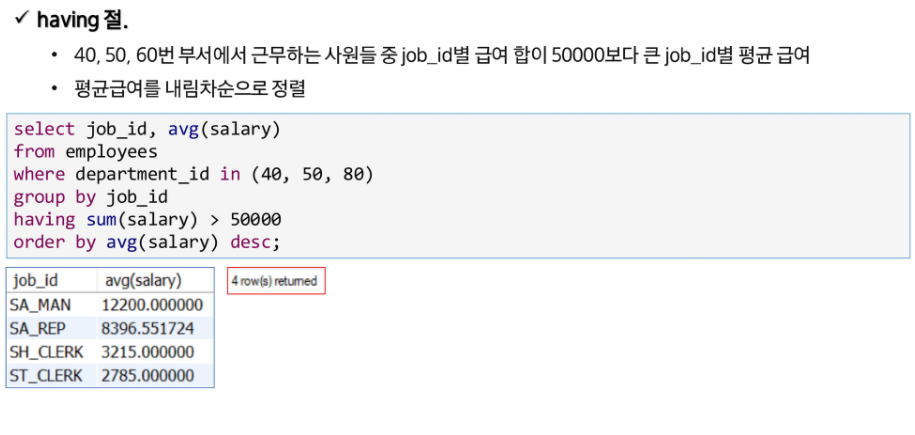 ✓ having 절.
• 40, 50, 60번 부서에서 근무하는 사원들 중 job_id별 급여 합이 50000보다 큰 job_id별 평균 급여
• 평균급여를 내림차순으로 정렬
select job_id, avg(salary)
from employees
where department_id in (40, 50, 80)
group by job_id
having sum(salary) > 50000
order by avg(salary) desc;
job_id avg(salary) 4 row(s) returned
SA_MAN 12200.000000
SA_REP 8396.551724
SH_CLERK 3215.000000
ST_CLERK 2785.000000